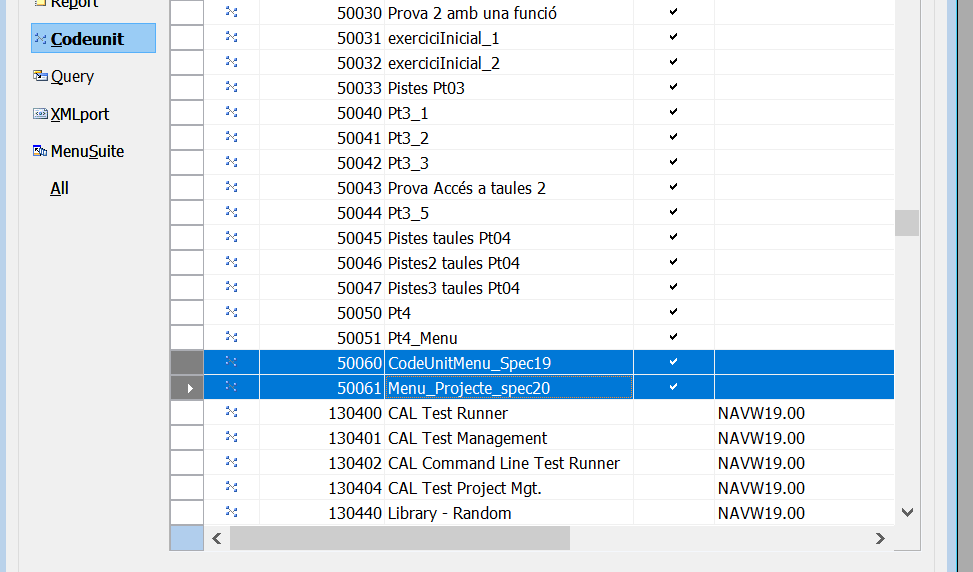 Report
Codeunit
Query
XMLport
MenuSuite
All
50030 Prova 2 amb una funció
50031 exerciciInicial_1
50032 exerciciInicial_2
50033 Pistes Pt03
50040 Pt3_1
50041 Pt3_2
50042 Pt3_3
50043 Prova Accés a taules 2
50044 Pt3_5
50045 Pistes taules Pt04
50046 Pistes2 taules Pt04
50047 Pistes3 taules Pt04
50050 Pt4
50051 Pt4_Menu
50060 CodeUnitMenu_Spec19
50061 Menu_Projecte_spec20
130400 CAL Test Runner NAVW19.00
130401 CAL Test Management NAVW19.00
130402 CAL Command Line Test Runner NAVW19.00
130404 CAL Test Project Mgt. NAVW19.00
130440 Library - Random NAVW19.00